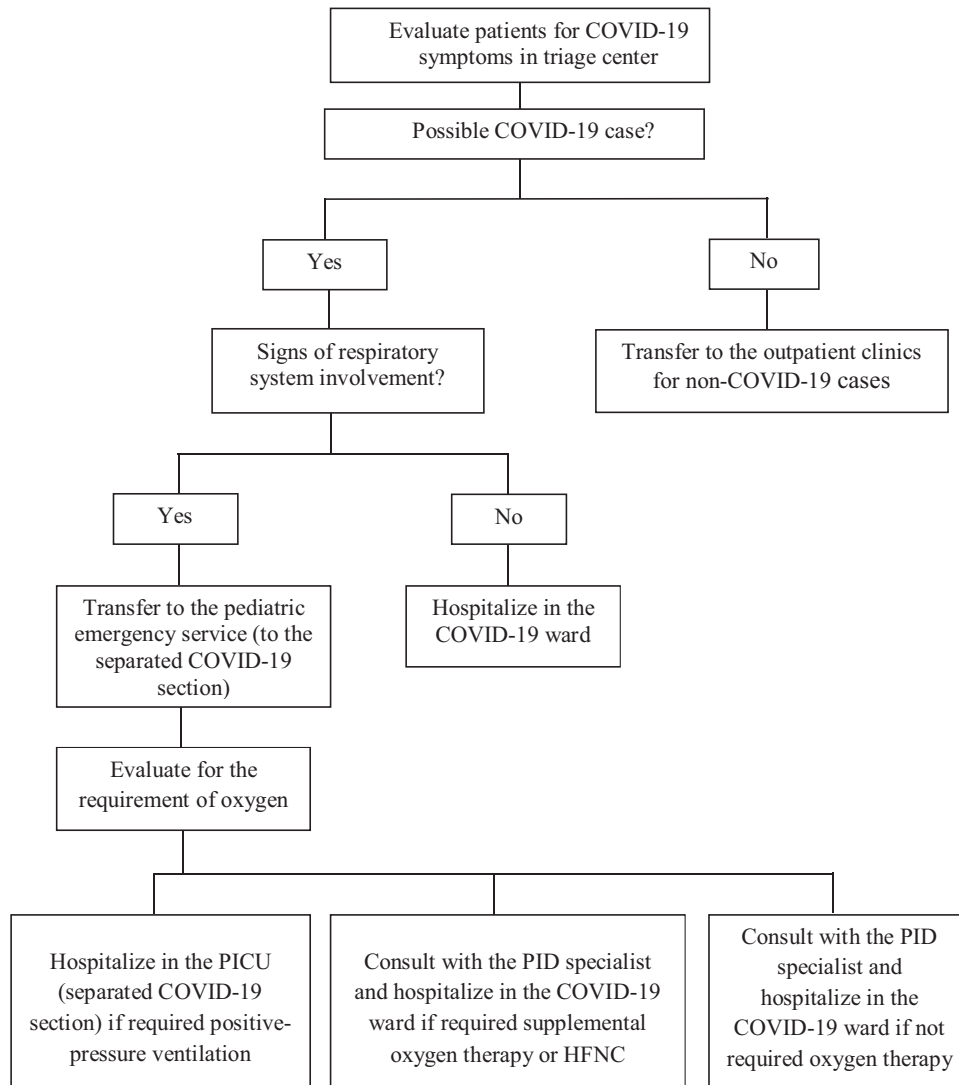 Evaluate patients for COVID-19
symptoms in triage center
Possible COVID-19 case?
Yes
No
Signs of respiratory
system involvement?
Transfer to the outpatient clinics
for non-COVID-19 cases
Yes
No
Transfer to the pediatric
emergency service (to the
separated COVID-19
section)
Hospitalize in the
COVID-19 ward
Evaluate for the
requirement of oxygen
Hospitalize in the PICU
(separated COVID-19
section) if required positive-
pressure ventilation
Consult with the PID specialist
and hospitalize in the COVID-19
ward if required supplemental
oxygen therapy or HFNC
Consult with the PID
specialist and
hospitalize in the
COVID-19 ward if not
required oxygen therapy